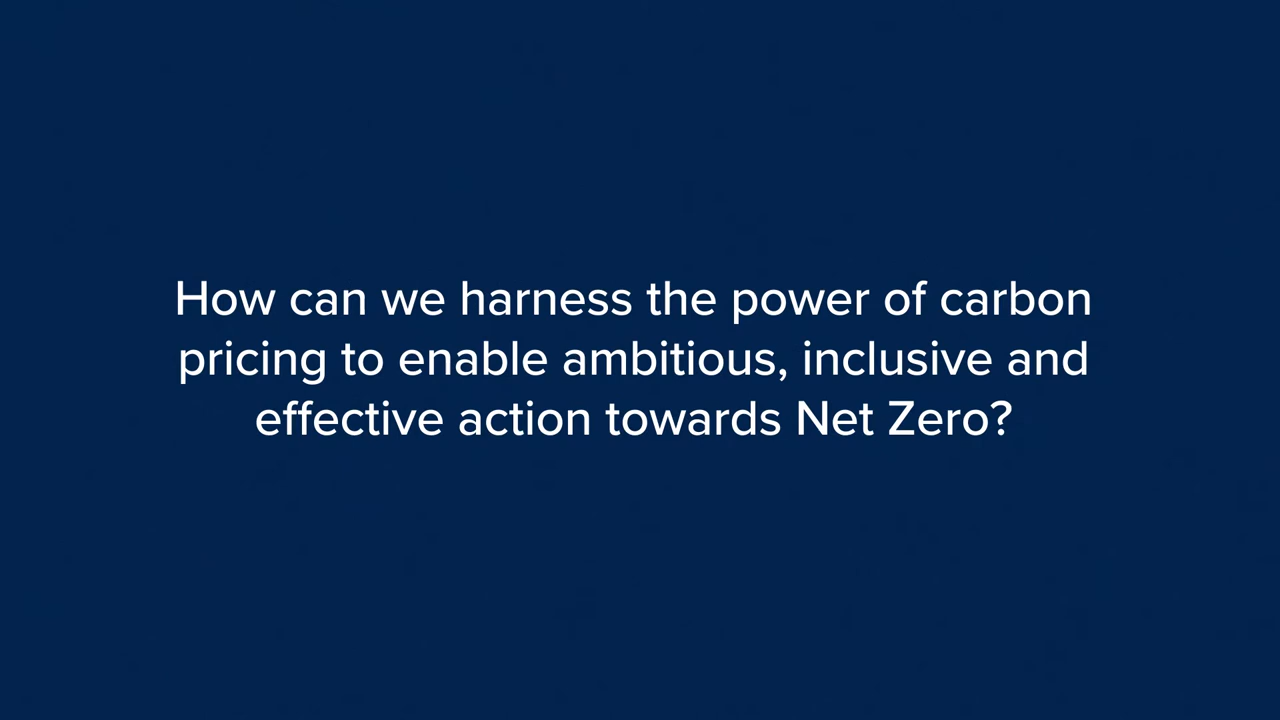 How can we harness the power of carbon
pricing to enable ambitious, inclusive and
effective action towards Net Zero?